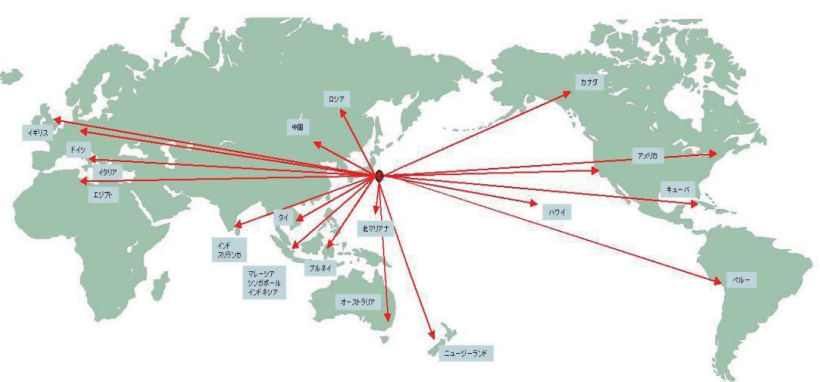 カナダ
ロシア
中国
イギリス
ドイツ
アメリカ
イタリア
エジプト
キューバ
ハワイ
タイ
北マリアナ
インド
スリランカ
マレーシア
シンガポール
インドネシア
ブルネイ
ペルー
オーストラリア
ニュージーランド